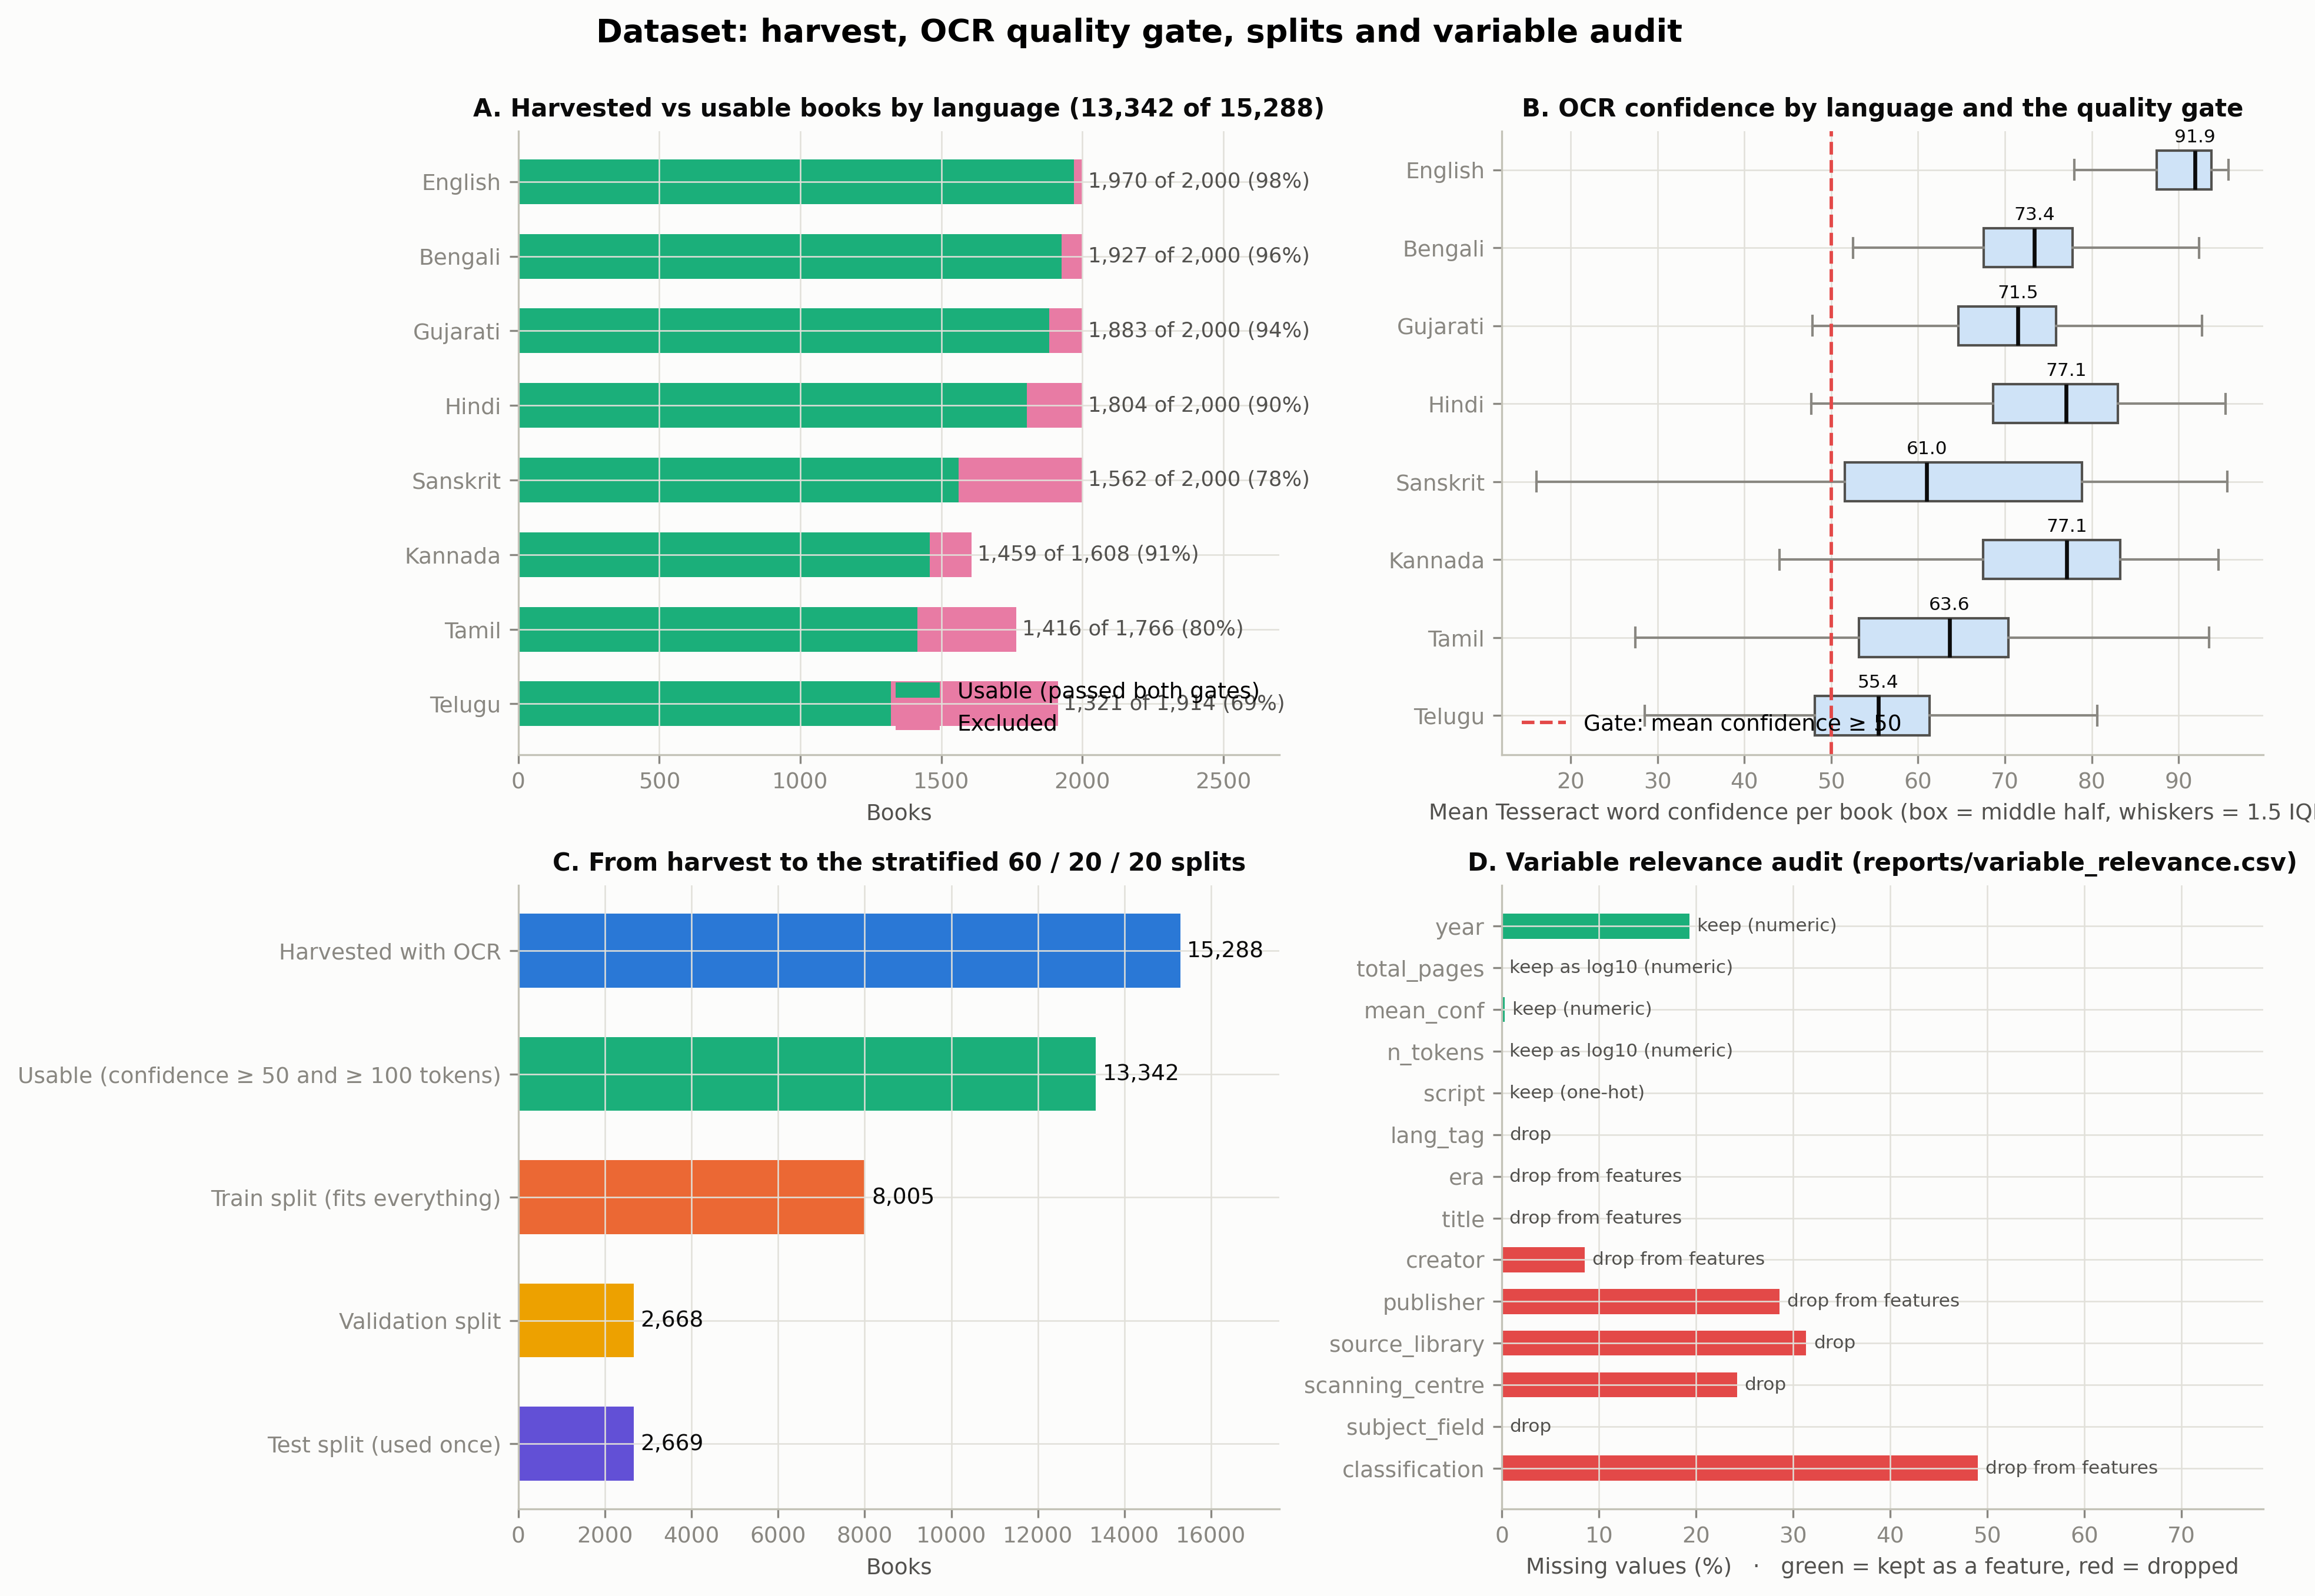 Dataset: harvest, OCR quality gate, splits and variable audit
A. Harvested vs usable books by language (13,342 of 15,288)
English
1,970 of 2,000 (98%)
Bengali
1,927 of 2,000 (96%)
Gujarati
1,883 of 2,000 (94%)
Hindi
1,804 of 2,000 (90%)
Sanskrit
1,562 of 2,000 (78%)
Kannada
1,459 of 1,608 (91%)
Tamil
1,416 of 1,766 (80%)
Telugu
1,321 of 1,914 (69%)
Usable (passed both gates)
Excluded
0 500 1000 1500 2000 2500
Books
B. OCR confidence by language and the quality gate
91.9
English
73.4
Bengali
71.5
Gujarati
77.1
Hindi
61.0
Sanskrit
77.1
Kannada
63.6
Tamil
55.4
Telugu
Gate: mean confidence ≥ 50
20 30 40 50 60 70 80 90
Mean Tesseract word confidence per book (box = middle half, whiskers = 1.5 IQ
C. From harvest to the stratified 60 / 20 / 20 splits
Harvested with OCR
15,288
Usable (confidence ≥ 50 and ≥ 100 tokens)
13,342
Train split (fits everything)
8,005
Validation split
2,668
Test split (used once)
2,669
0 2000 4000 6000 8000 10000 12000 14000 16000
Books
D. Variable relevance audit (reports/variable_relevance.csv)
year
keep (numeric)
total_pages
keep as log10 (numeric)
mean_conf
keep (numeric)
n_tokens
keep as log10 (numeric)
script
keep (one-hot)
lang_tag
drop
era
drop from features
title
drop from features
creator
drop from features
publisher
drop from features
source_library
drop
scanning_centre
drop
subject_field
drop
classification
drop from features
0 10 20 30 40 50 60 70
Missing values (%) · green = kept as a feature, red = dropped